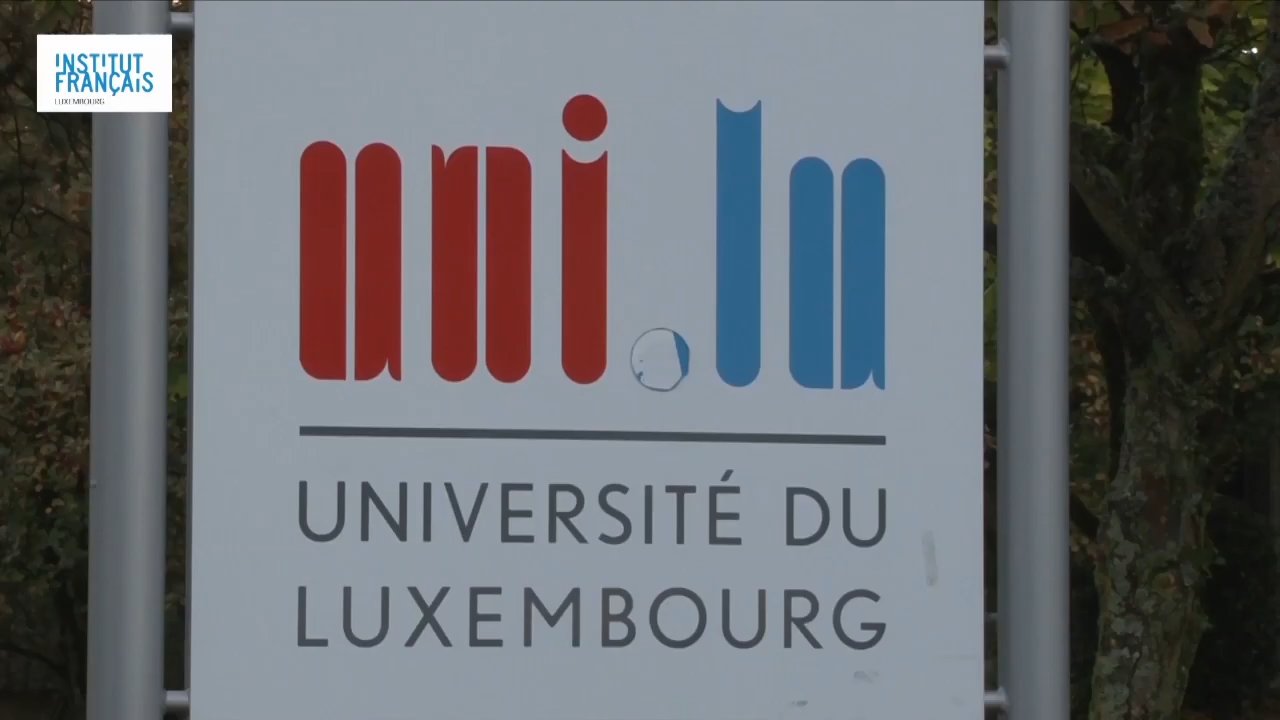 INSTITUT
FRANÇAIS
LUXEMBOURG
uni.lu
UNIVERSITÉ DU
LUXEMBOURG